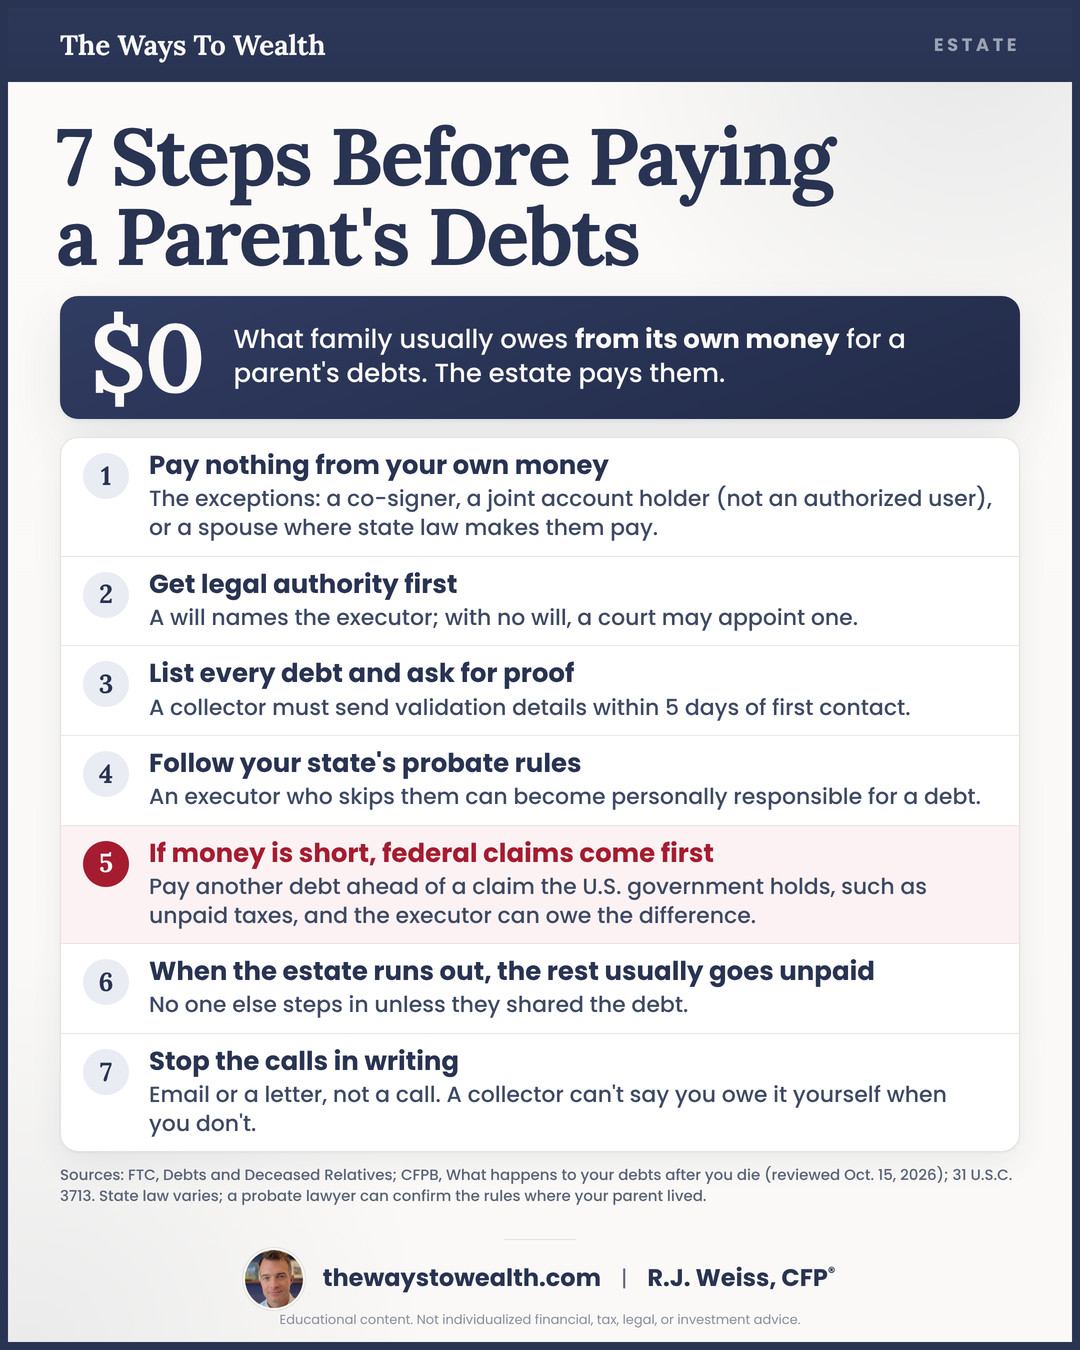 The Ways To Wealth
ESTATE
7 Steps Before Paying
a Parent's Debts
$0
What family usually owes from its own money for a
parent's debts. The estate pays them.
1
Pay nothing from your own money
The exceptions: a co-signer, a joint account holder (not an authorized user),
or a spouse where state law makes them pay.
2
Get legal authority first
A will names the executor; with no will, a court may appoint one.
3
List every debt and ask for proof
A collector must send validation details within 5 days of first contact.
4
Follow your state's probate rules
An executor who skips them can become personally responsible for a debt.
5
If money is short, federal claims come first
Pay another debt ahead of a claim the U.S. government holds, such as
unpaid taxes, and the executor can owe the difference.
6
When the estate runs out, the rest usually goes unpaid
No one else steps in unless they shared the debt.
7
Stop the calls in writing
Email or a letter, not a call. A collector can't say you owe it yourself when
you don't.
Sources: FTC, Debts and Deceased Relatives; CFPB, What happens to your debts after you die (reviewed Oct. 15, 2026); 31 U.S.C.
3713. State law varies; a probate lawyer can confirm the rules where your parent lived.
thewaystowealth.com | R.J. Weiss, CFP®
Educational content. Not individualized financial, tax, legal, or investment advice.